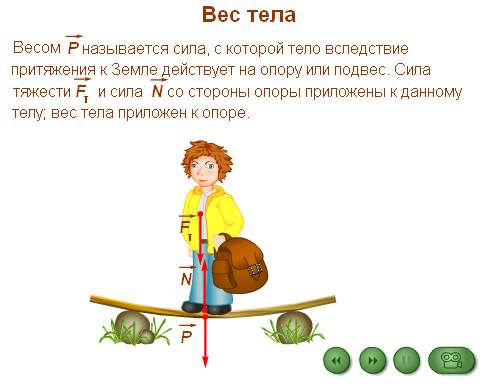 Вес тела
Весом P называется сила, с которой тело вследствие
притяжения к Земле действует на опору или подвес. Сила
тяжести Fт и сила N со стороны опоры приложены к данному
телу; вес тела приложен к опоре.
Fт
N
P